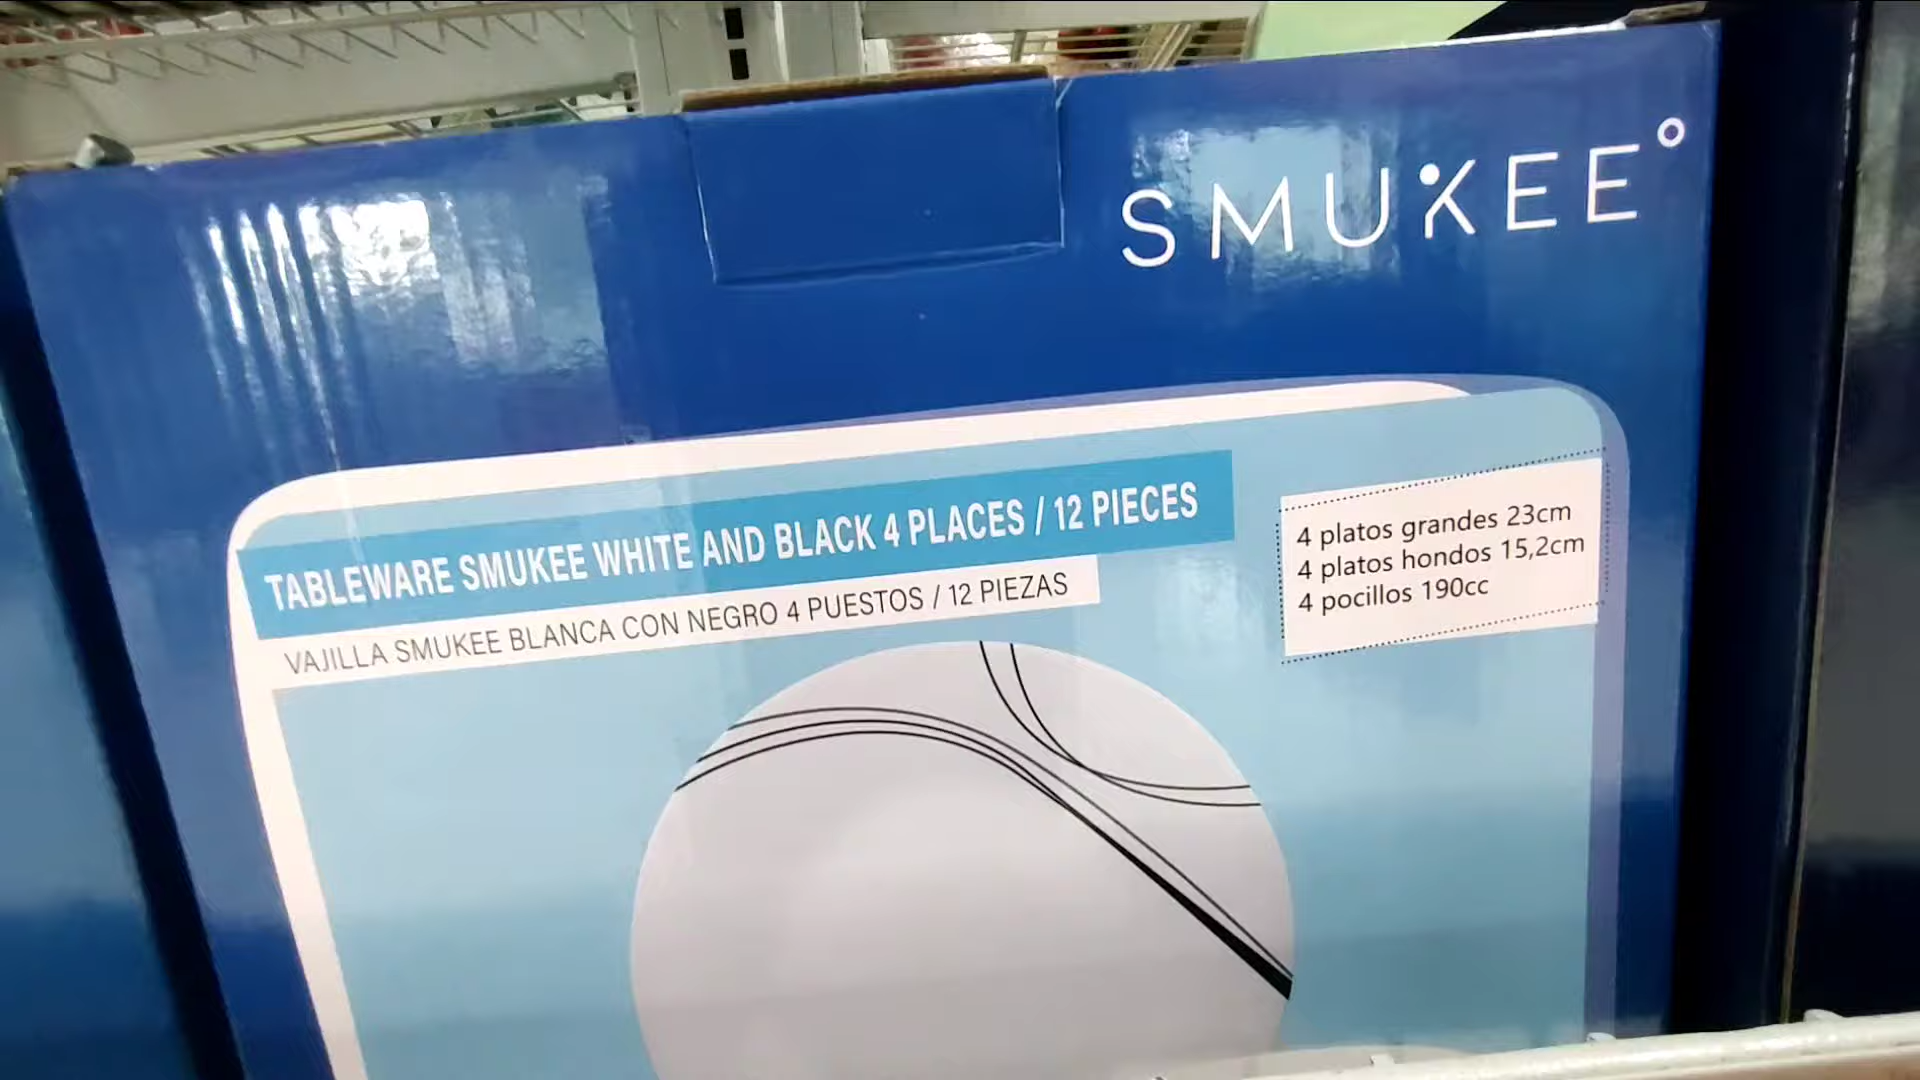 SMUKEE°
TABLEWARE SMUKEE WHITE AND BLACK 4 PLACES / 12 PIECES
VAJILLA SMUKEE BLANCA CON NEGRO 4 PUESTOS / 12 PIEZAS
4 platos grandes 23cm
4 platos hondos 15,2cm
4 pocillos 190cc